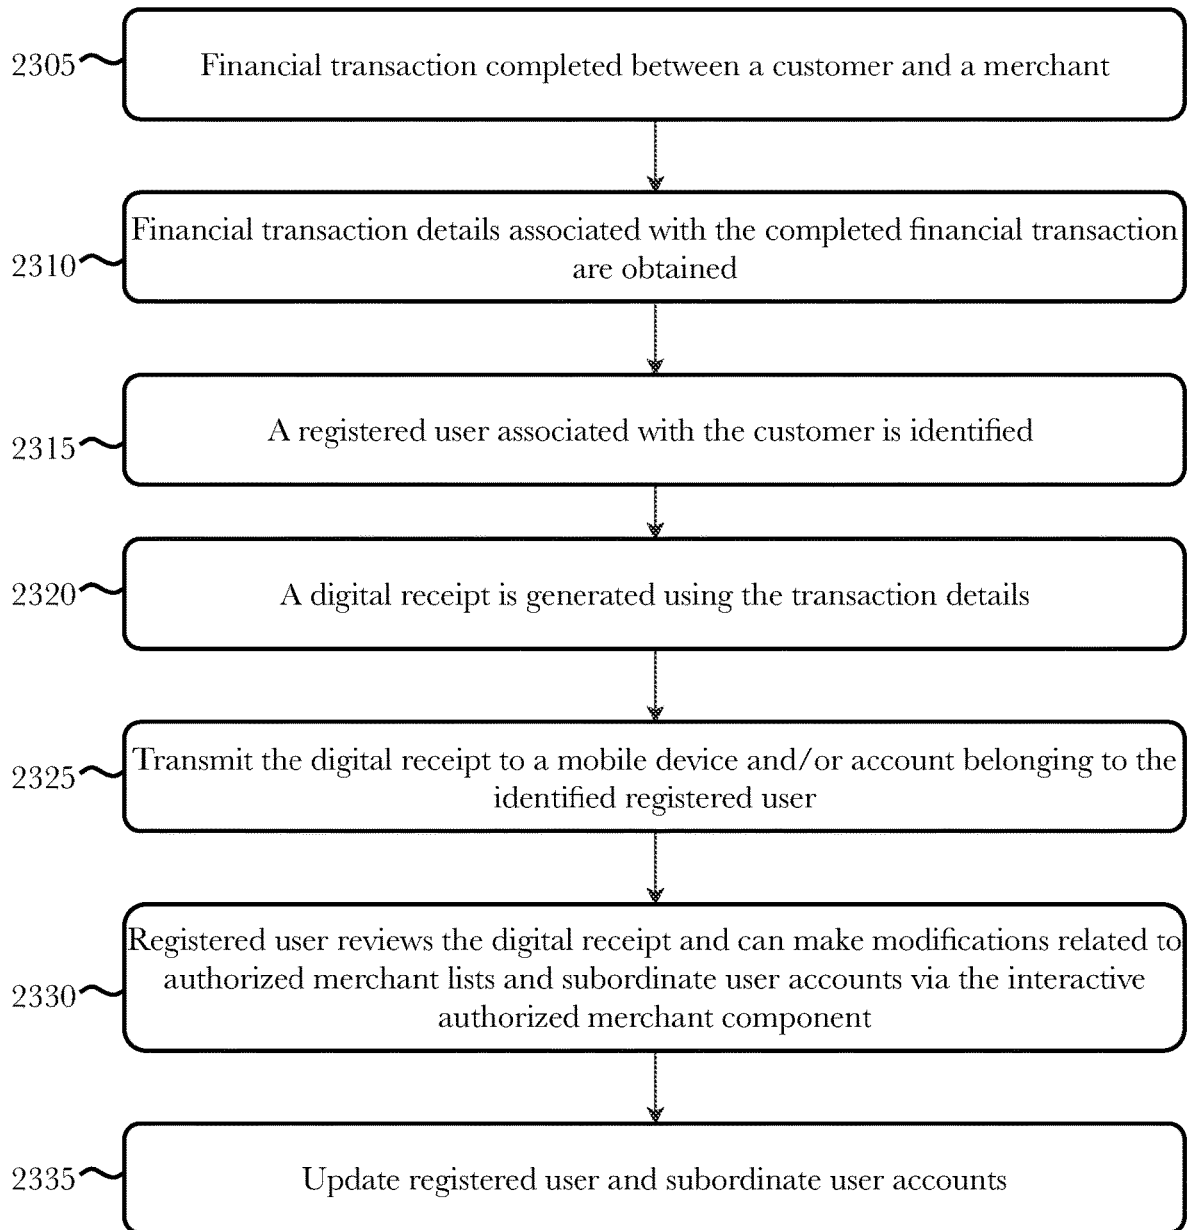 2305
Financial transaction completed between a customer and a merchant
Financial transaction details associated with the completed financial transaction
2310
are obtained
2315
A registered user associated with the customer is identified
2320
A digital receipt is generated using the transaction details
Transmit the digital receipt to a mobile device and/or account belonging to the
2325
identified registered user
Registered user reviews the digital receipt and can make modifications related to
authorized merchant lists and subordinate user accounts via the interactive
2330
authorized merchant component
2335
Update registered user and subordinate user accounts